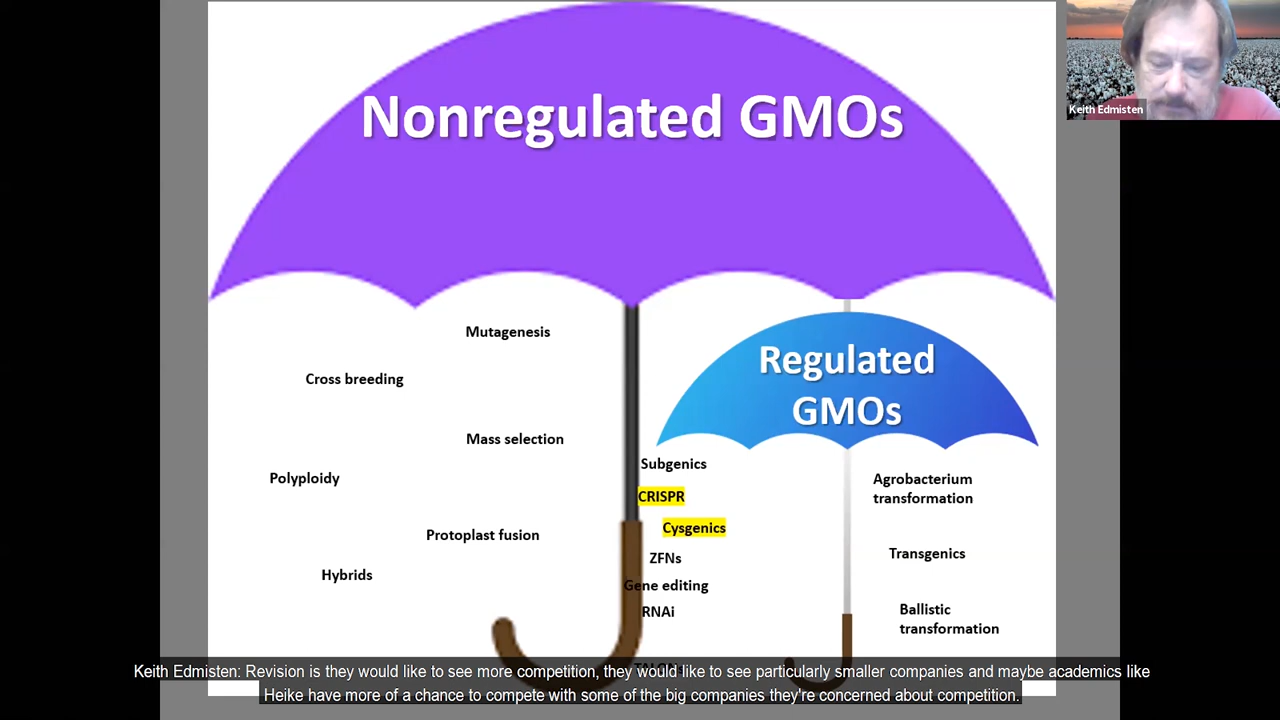 Nonregulated GMOs
Keith Edmisten
Mutagenesis
Cross breeding
Mass selection
Polyploidy
Protoplast fusion
Hybrids
Regulated
GMOs
Subgenics
CRISPR
Cysgenics
ZFNs
Gene editing
RNAi
Agrobacterium
transformation
Transgenics
Ballistic
transformation
Keith Edmisten: Revision is they would like to see more competition, they would like to see particularly smaller companies and maybe academics like
Heike have more of a chance to compete with some of the big companies they're concerned about competition.